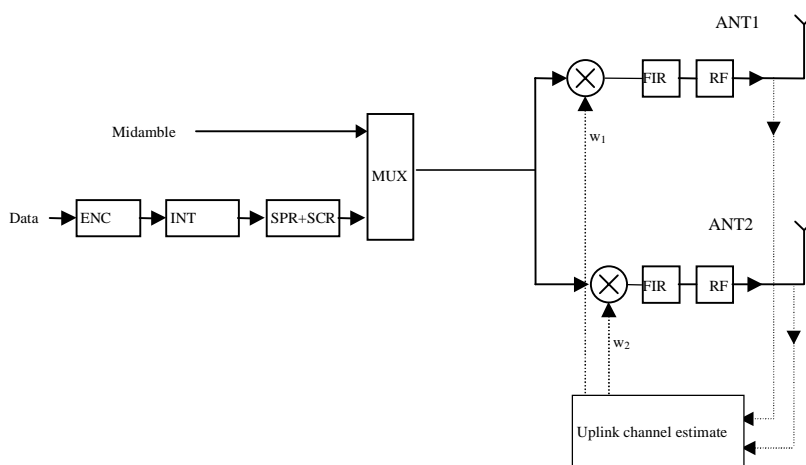 ANT1
FIR
RF
Midamble
w1
MUX
Data
ENC
INT
SPR+SCR
ANT2
FIR
RF
w2
Uplink channel estimate